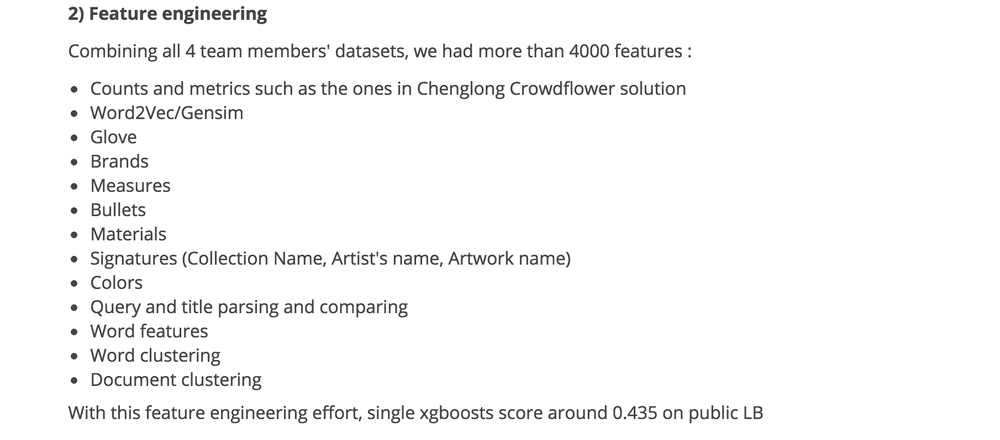 2) Feature engineering
Combining all 4 team members' datasets, we had more than 4000 features :
• Counts and metrics such as the ones in Chenglong Crowdflower solution
• Word2Vec/Gensim
• Glove
• Brands
• Measures
• Bullets
• Materials
• Signatures (Collection Name, Artist's name, Artwork name)
• Colors
• Query and title parsing and comparing
• Word features
• Word clustering
• Document clustering
With this feature engineering effort, single xgboosts score around 0.435 on public LB